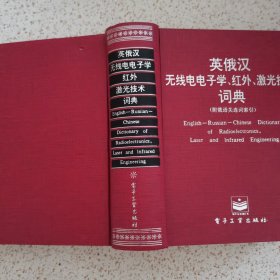 英俄汉
无线电电子学
红外
激光技术
词典
English—Russian—
Chinese
Dictionary of
Radioelectronics,
Laser and Infrared
Engineering
电子工业出版社
英俄汉
无线电电子学、红外、激光技
词典
(附俄语关连词索引)
English—Russian—Chinese Dictionary
of Radioelectronics,
Laser and Infrared Engineering
电子工业出版社